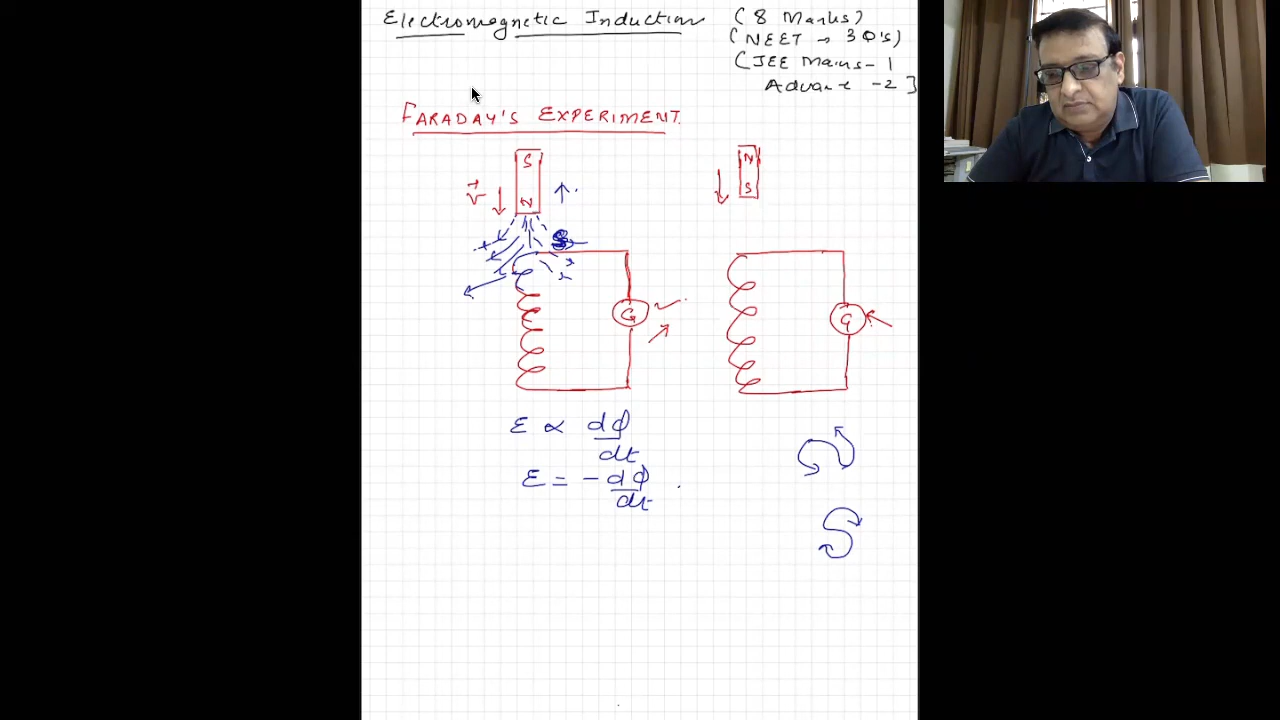 Electromagnetic Induction (8 Marks)
(NEET → 3 Q's)
(JEE Mains - 1
Advance - 2]
FARADAY'S EXPERIMENT.
S
N
v
S
G
N
S
G
ε ∝ dΦ/dt
ε = - dΦ/dt